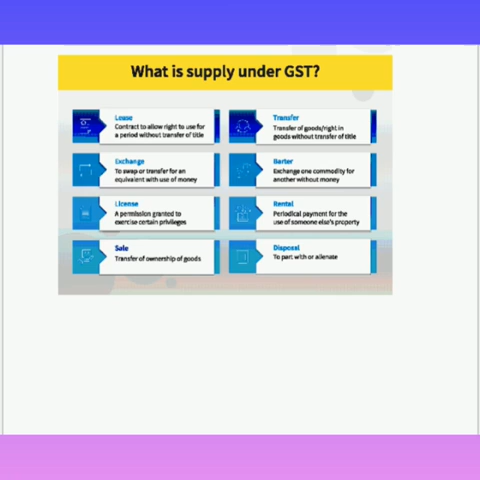 What is supply under GST?
Lease
Contract to allow right to use for
a period without transfer of title
Transfer
Transfer of goods/right in
goods without transfer of title
Exchange
To swap or transfer for an
equivalent with use of money
Barter
Exchange one commodity for
another without money
License
A permission granted to
exercise certain privileges
Rental
Periodical payment for the
use of someone else's property
Sale
Transfer of ownership of goods
Disposal
To part with or alienate